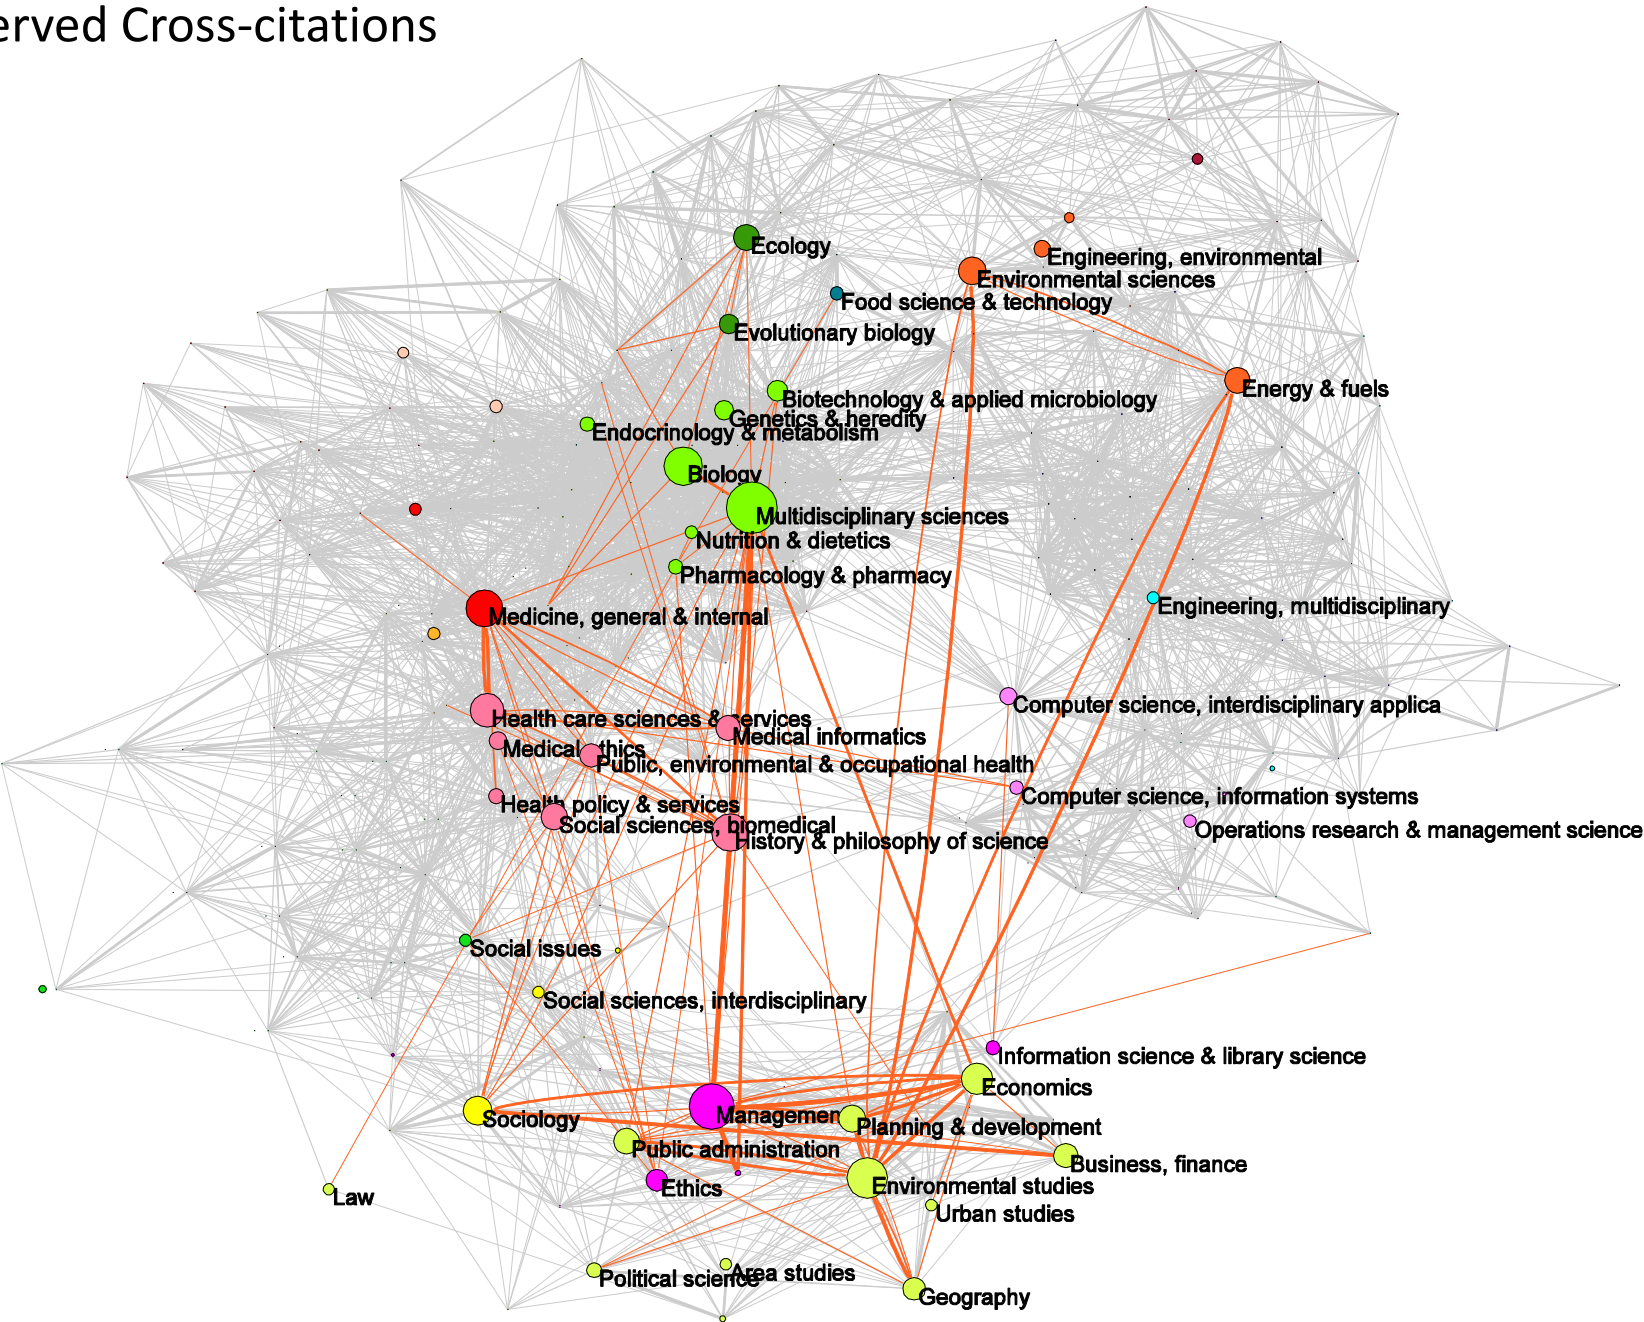 erved Cross-citations
Ecology
Engineering, environmental
Environmental sciences
Food science & technology
Evolutionary biology
Energy & fuels
Biotechnology & applied microbiology
Genetics & heredity
Endocrinology & metabolism
Biology
Multidisciplinary sciences
Nutrition & dietetics
Pharmacology & pharmacy
Engineering, multidisciplinary
Medicine, general & internal
Computer science, interdisciplinary applica
Health care sciences & services
Medical informatics
Medical ethics
Public, environmental & occupational health
Computer science, information systems
Health policy & services
Social sciences, biomedical
Operations research & management science
History & philosophy of science
Social issues
Social sciences, interdisciplinary
Information science & library science
Economics
Managemen
Sociology
Planning & development
Public administration
Business, finance
Environmental studies
Ethics
Law
Urban studies
Area studies
Political science
Geography